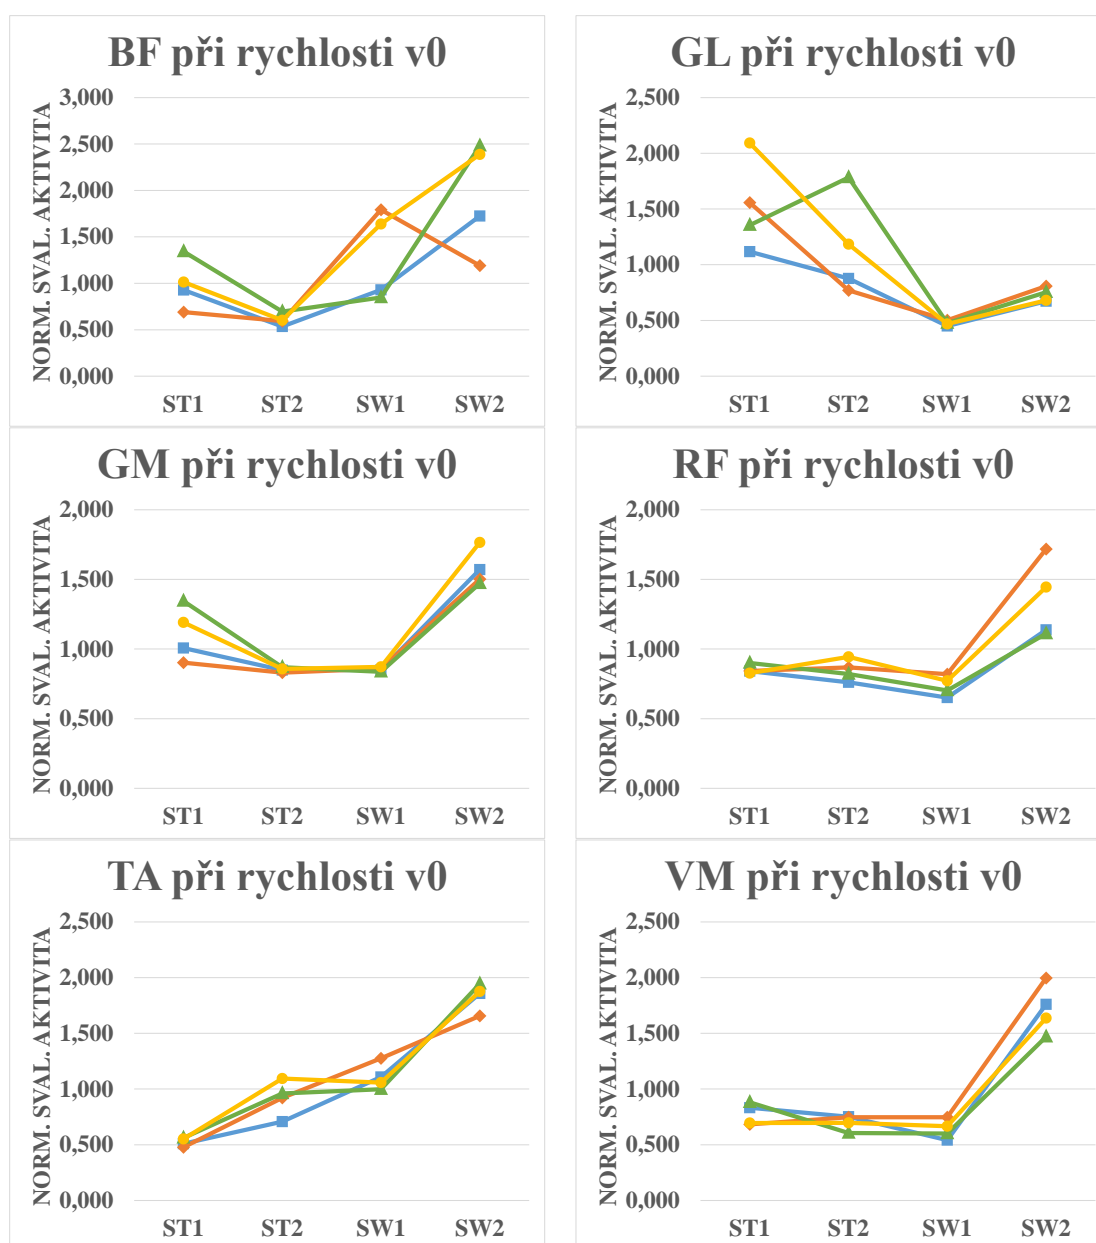 BF při rychlosti v0
NORM. SVAL. AKTIVITA
3,000
2,500
2,000
1,500
1,000
0,500
0,000
ST1 ST2 SW1 SW2
GL při rychlosti v0
NORM. SVAL. AKTIVITA
2,500
2,000
1,500
1,000
0,500
0,000
ST1 ST2 SW1 SW2
GM při rychlosti v0
NORM. SVAL. AKTIVITA
2,000
1,500
1,000
0,500
0,000
ST1 ST2 SW1 SW2
RF při rychlosti v0
NORM. SVAL. AKTIVITA
2,000
1,500
1,000
0,500
0,000
ST1 ST2 SW1 SW2
TA při rychlosti v0
NORM. SVAL. AKTIVITA
2,500
2,000
1,500
1,000
0,500
0,000
ST1 ST2 SW1 SW2
VM při rychlosti v0
NORM. SVAL. AKTIVITA
2,500
2,000
1,500
1,000
0,500
0,000
ST1 ST2 SW1 SW2